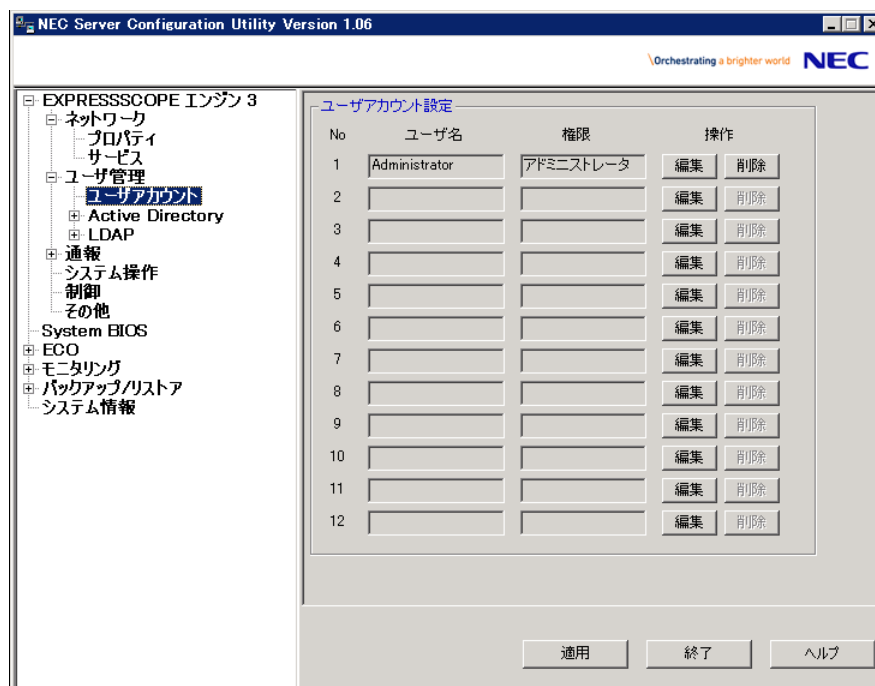 NEC Server Configuration Utility Version 1.06
\Orchestrating a brighter world NEC
EXPRESSSCOPE エンジン 3
ネットワーク
プロパティ
サービス
ユーザ管理
ユーザアカウント
Active Directory
LDAP
通報
システム操作
制御
その他
System BIOS
ECO
モニタリング
バックアップ/リストア
システム情報
ユーザアカウント設定
No ユーザ名 権限 操作
1 Administrator アドミニストレータ 編集 削除
2 編集 削除
3 編集 削除
4 編集 削除
5 編集 削除
6 編集 削除
7 編集 削除
8 編集 削除
9 編集 削除
10 編集 削除
11 編集 削除
12 編集 削除
適用 終了 ヘルプ